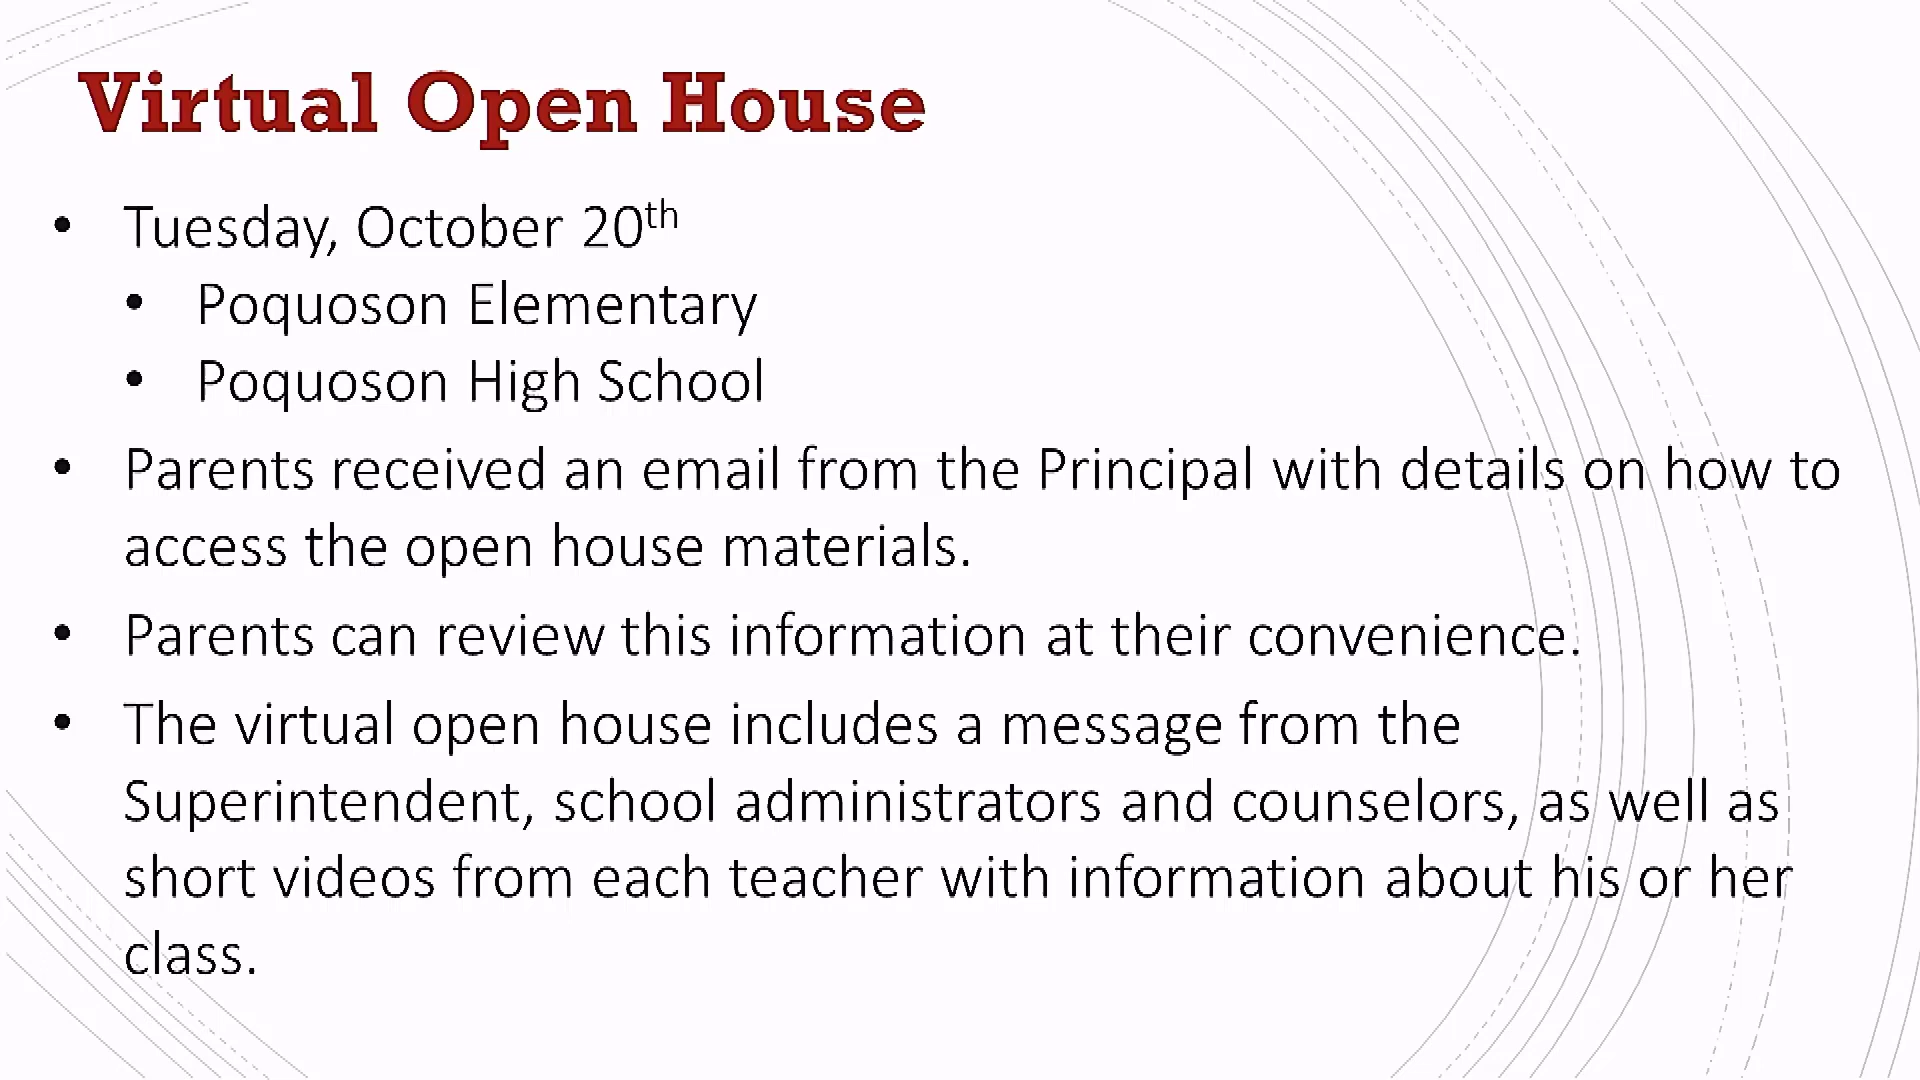 Virtual Open House
• Tuesday, October 20th
• Poquoson Elementary
• Poquoson High School
• Parents received an email from the Principal with details on how to
access the open house materials.
• Parents can review this information at their convenience.
• The virtual open house includes a message from the
Superintendent, school administrators and counselors, as well as
short videos from each teacher with information about his or her
class.